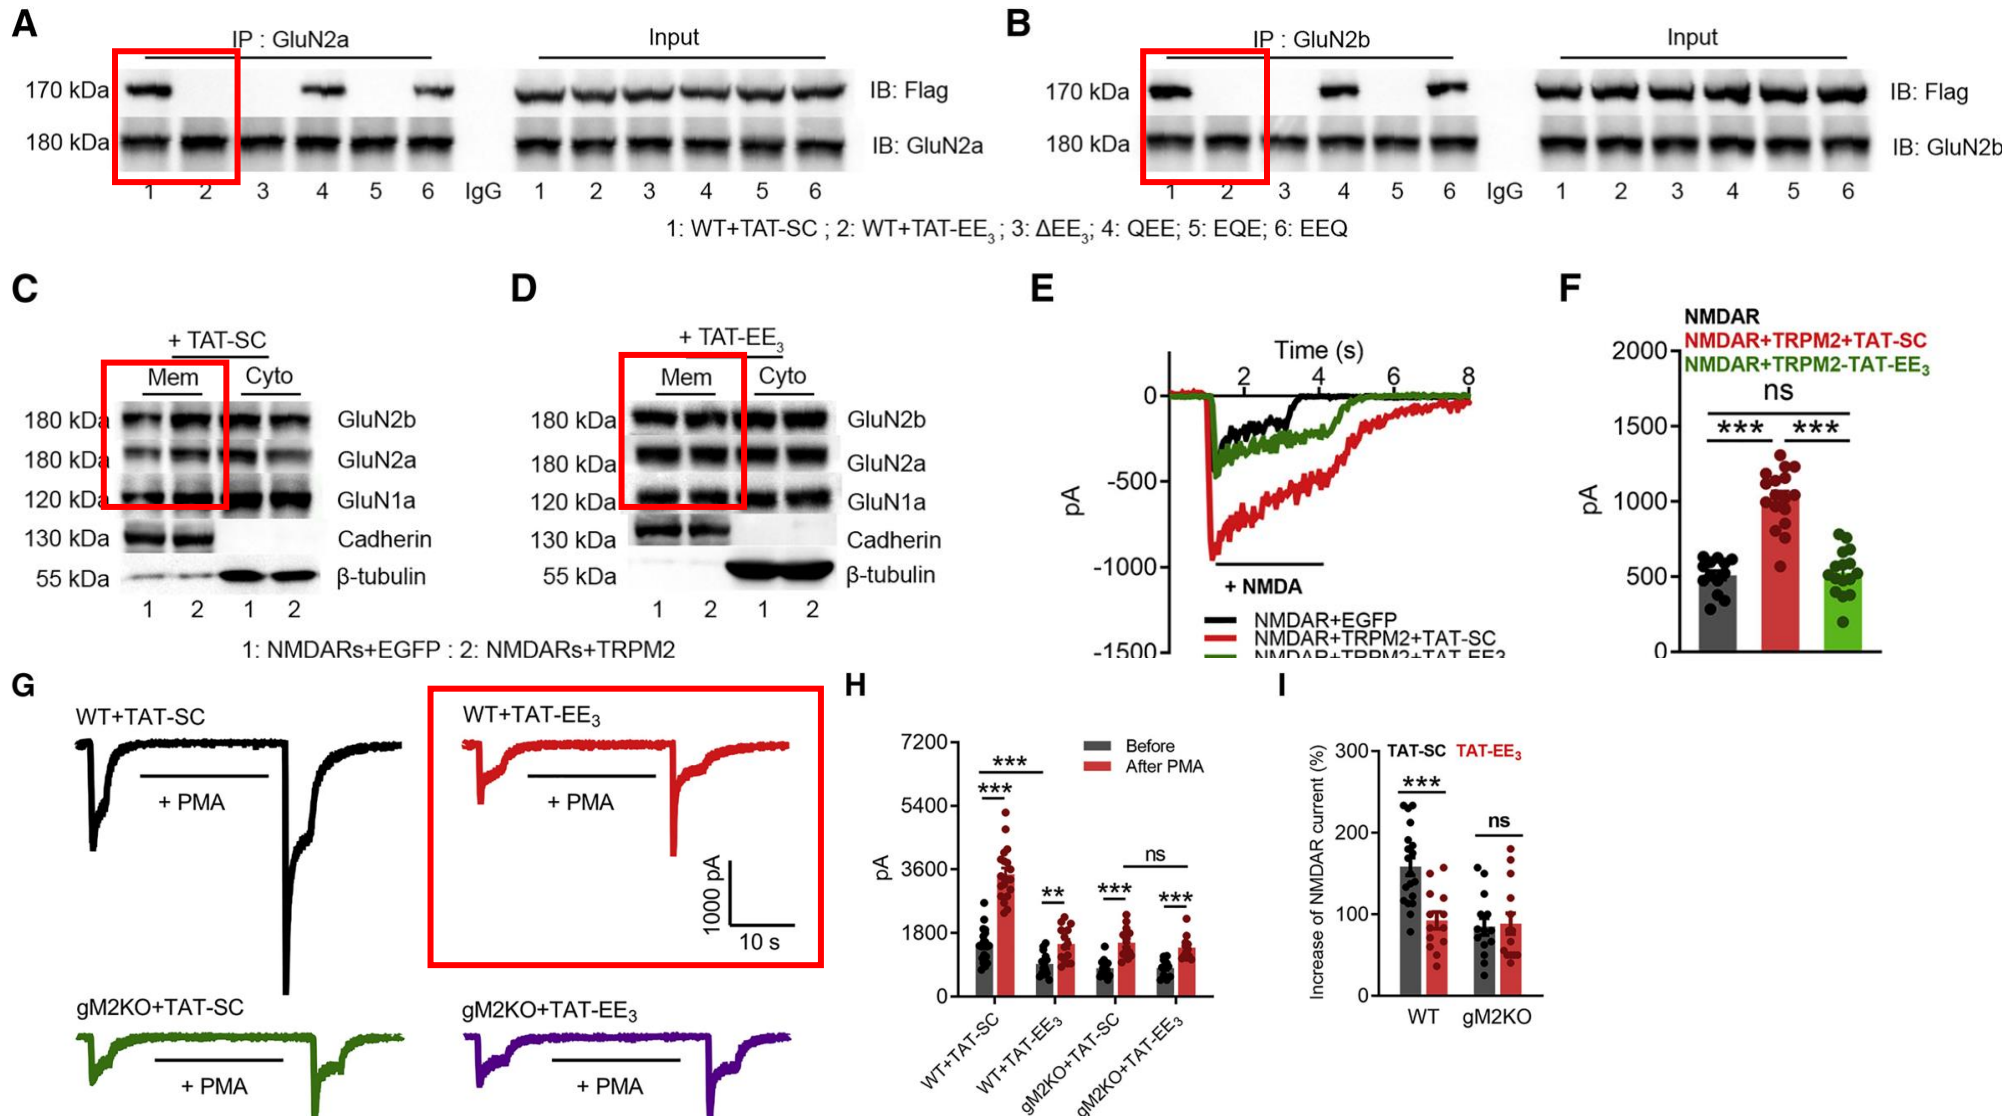 A
IP : GluN2a
Input
170 kDa
IB: Flag
180 kDa
IB: GluN2a
1 2 3 4 5 6 IgG 1 2 3 4 5 6
B
IP : GluN2b
Input
170 kDa
IB: Flag
180 kDa
IB: GluN2b
1 2 3 4 5 6 IgG 1 2 3 4 5 6
1: WT+TAT-SC ; 2: WT+TAT-EE3 ; 3: ΔEE3; 4: QEE; 5: EQE; 6: EEQ
C
+ TAT-SC
Mem Cyto
180 kDa GluN2b
180 kDa GluN2a
120 kDa GluN1a
130 kDa Cadherin
55 kDa β-tubulin
1 2 1 2
D
+ TAT-EE3
Mem Cyto
180 kDa GluN2b
180 kDa GluN2a
120 kDa GluN1a
130 kDa Cadherin
55 kDa β-tubulin
1 2 1 2
1: NMDARs+EGFP : 2: NMDARs+TRPM2
E
Time (s)
2 4 6 8
0
-500
-1000
-1500
pA
+ NMDA
NMDAR+EGFP
NMDAR+TRPM2+TAT-SC
NMDAR+TRPM2+TAT-EE3
F
NMDAR
NMDAR+TRPM2+TAT-SC
NMDAR+TRPM2-TAT-EE3
2000
1500
1000
500
0
pA
ns
*** ***
G
WT+TAT-SC
+ PMA
WT+TAT-EE3
+ PMA
1000 pA
10 s
gM2KO+TAT-SC
+ PMA
gM2KO+TAT-EE3
+ PMA
H
7200
5400
3600
1800
0
pA
Before
After PMA
***
***
**
***
ns
***
WT+TAT-SC
WT+TAT-EE3
gM2KO+TAT-SC
gM2KO+TAT-EE3
I
Increase of NMDAR current (%)
300
200
100
0
TAT-SC TAT-EE3
***
ns
WT gM2KO